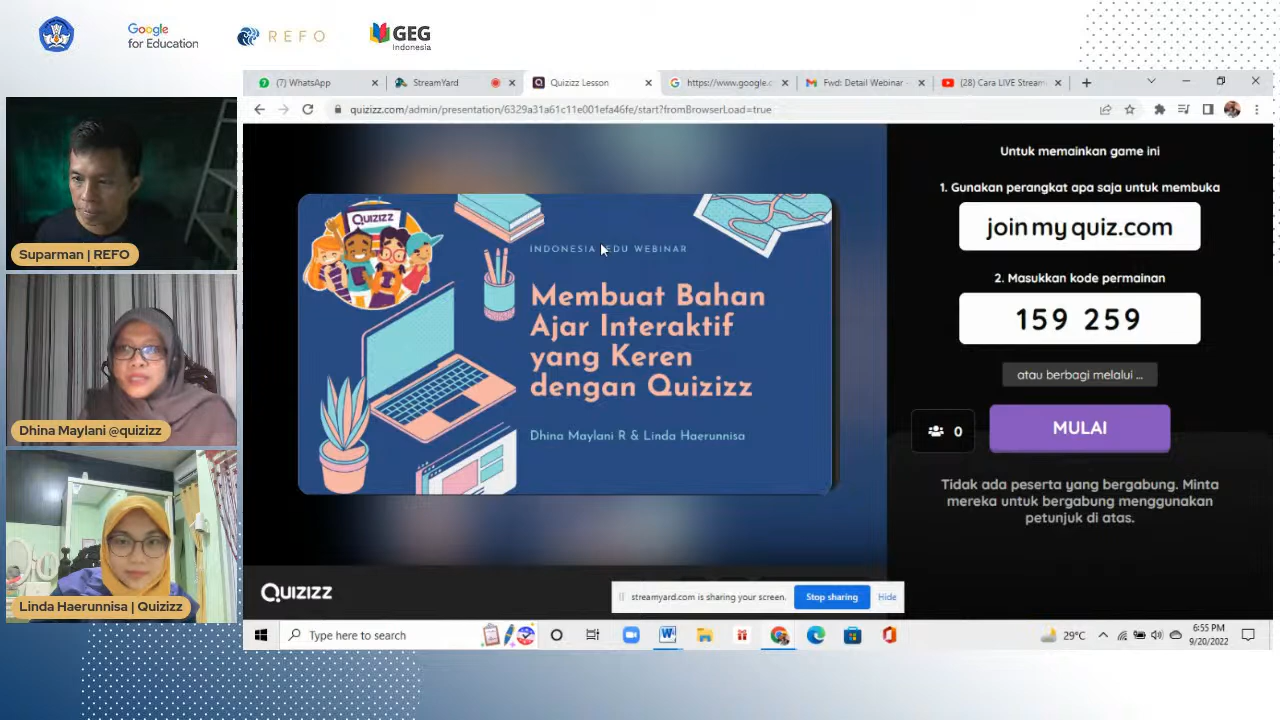 Google
for Education
REFO
GEG
Indonesia
(7) WhatsApp
StreamYard
Quizizz Lesson
https://www.google.c
Fwd: Detail Webinar -
(28) Cara LIVE Stream
quizizz.com/admin/presentation/6329a31a61c11e001efa46fe/start?fromBrowserLoad=true
Suparman | REFO
Dhina Maylani @quizizz
Linda Haerunnisa | Quizizz
QUIZIZZ
INDONESIA EDU WEBINAR
Membuat Bahan
Ajar Interaktif
yang Keren
dengan Quizizz
Dhina Maylani R & Linda Haerunnisa
Untuk memainkan game ini
1. Gunakan perangkat apa saja untuk membuka
joinmyquiz.com
2. Masukkan kode permainan
159 259
atau berbagi melalui ...
0
MULAI
Tidak ada peserta yang bergabung. Minta
mereka untuk bergabung menggunakan
petunjuk di atas.
Quizizz
streamyard.com is sharing your screen.
Stop sharing
Hide
Type here to search
29°C
6:55 PM
9/20/2022